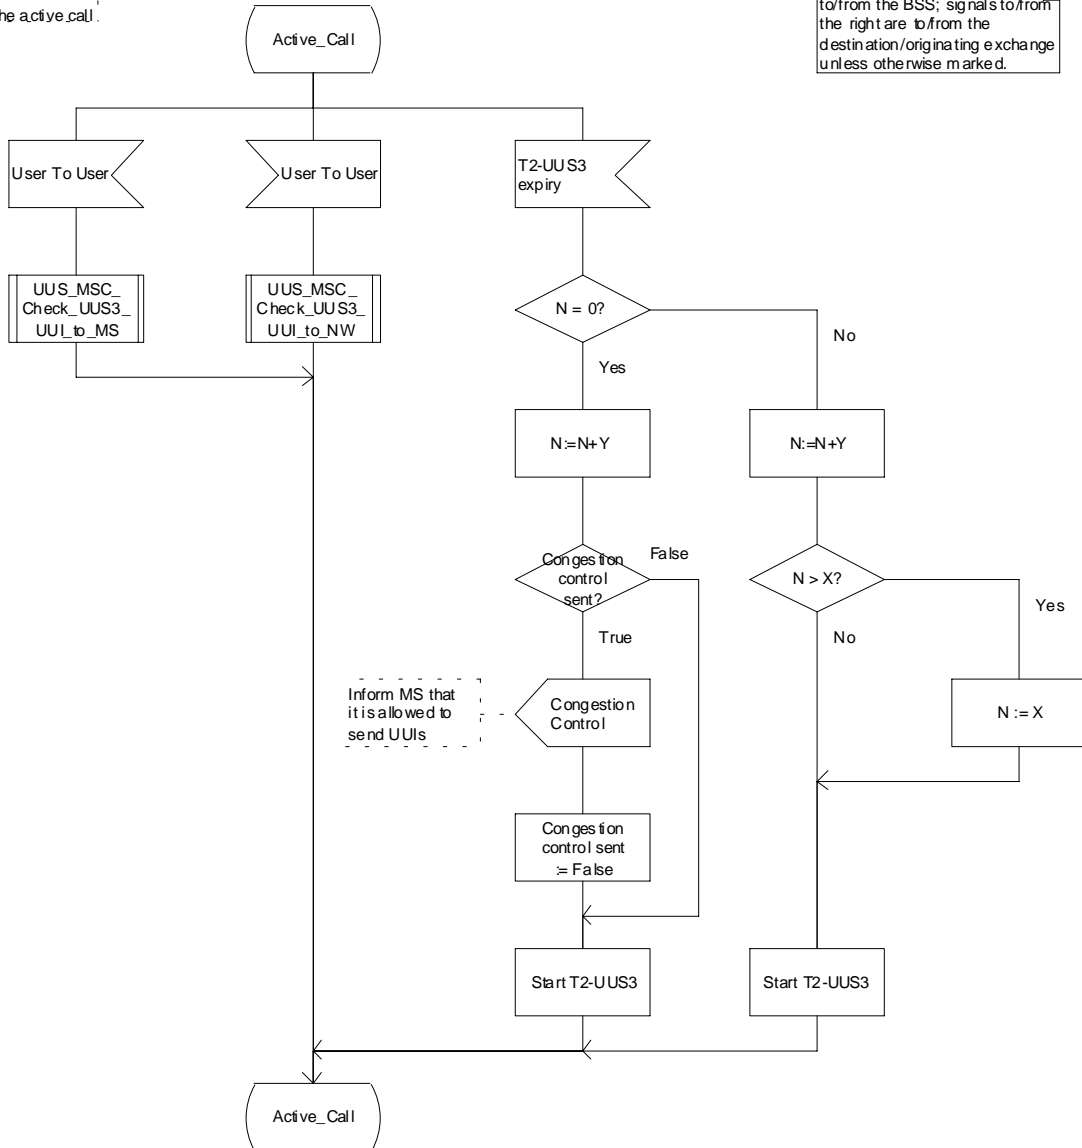 he active call.
to/from the BSS; signals to/from
the right are to/from the
destination/originating exchange
unless otherwise marked.
Active_Call
User To User
User To User
T2-UUS3
expiry
UUS_MSC_
Check_UUS3_
UUI_to_MS
UUS_MSC_
Check_UUS3_
UUI_to_NW
N = 0?
No
Yes
N:=N+Y
N:=N+Y
Congestion
control
sent?
False
N > X?
Yes
True
No
Inform MS that
it is allowed to
send UUIs
Congestion
Control
N := X
Congestion
control sent
:= False
Start T2-UUS3
Start T2-UUS3
Active_Call